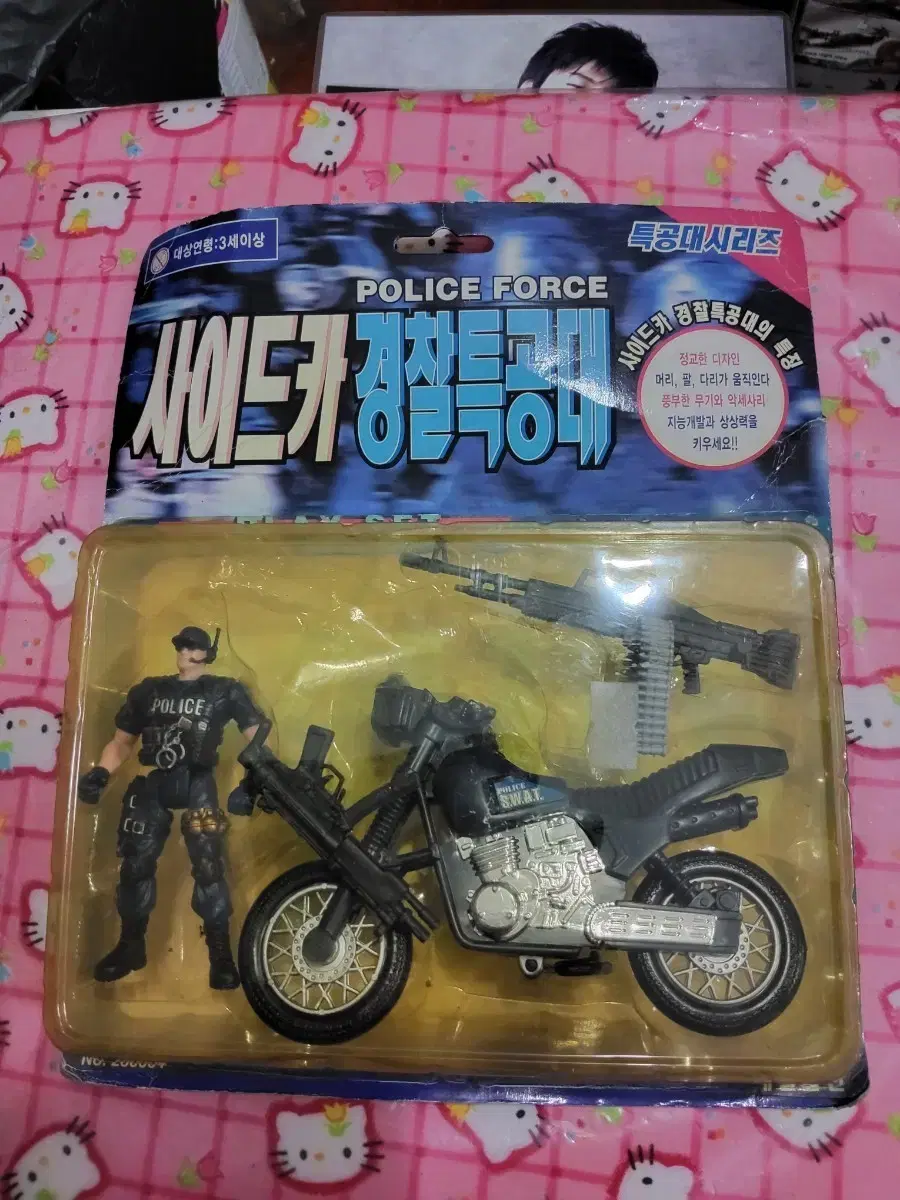 대상연령:3세이상
특공대시리즈
POLICE FORCE
사이드카 경찰특공대
사이드카 경찰특공대의 특징
정교한 디자인
머리, 팔, 다리가 움직인다
풍부한 무기와 악세사리
지능개발과 상상력을
키우세요!!
PLAY SET
POLICE
POLICE
S.W.A.T.